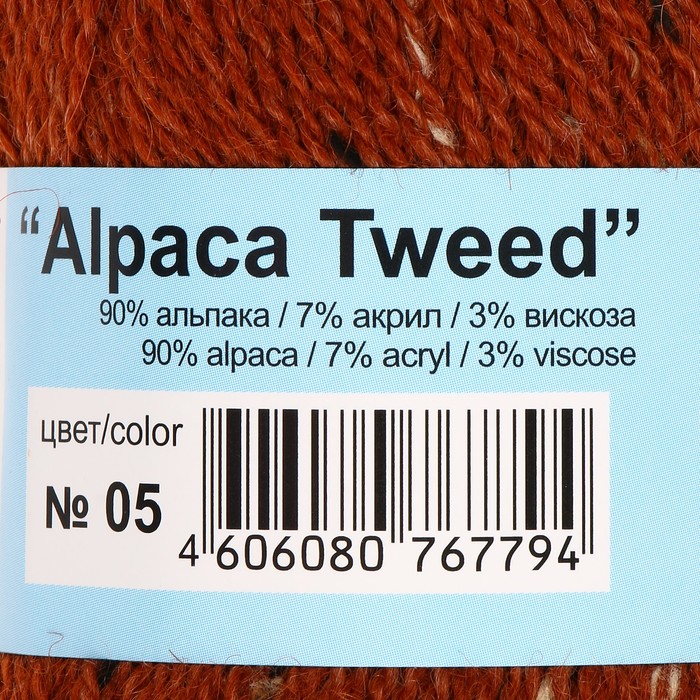 “Alpaca Tweed”
90% альпака / 7% акрил / 3% вискоза
90% alpaca / 7% acryl / 3% viscose
цвет/color
№ 05
4 606080 767794